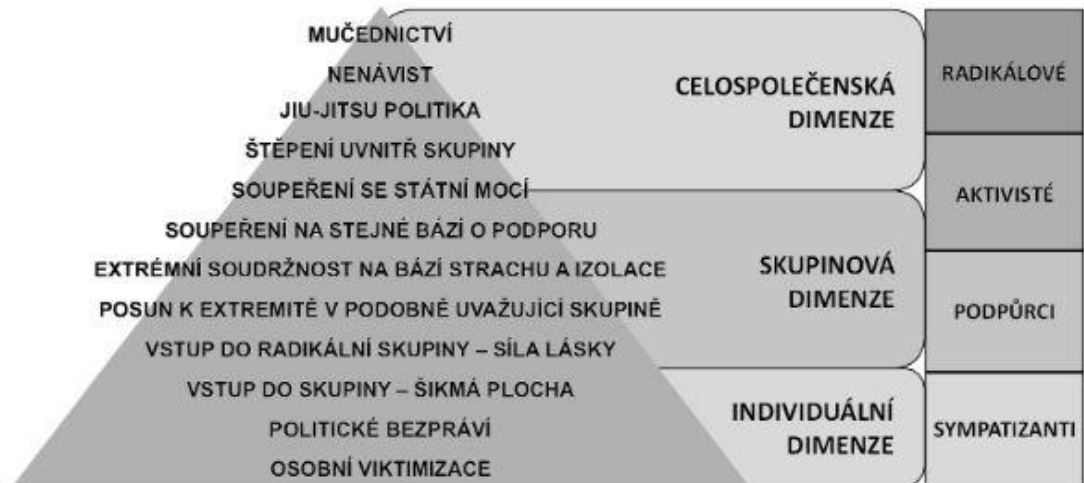 MUČEDNICTVÍ
NENÁVIST
JIU-JITSU POLITIKA
ŠTĚPENÍ UVNITŘ SKUPINY
SOUPEŘENÍ SE STÁTNÍ MOCÍ
SOUPEŘENÍ NA STEJNÉ BÁZÍ O PODPORU
EXTRÉMNÍ SOUDRŽNOST NA BÁZÍ STRACHU A IZOLACE
POSUN K EXTREMITĚ V PODOBNĚ UVAŽUJÍCÍ SKUPINĚ
VSTUP DO RADIKÁLNÍ SKUPINY – SÍLA LÁSKY
VSTUP DO SKUPINY – ŠIKMÁ PLOCHA
POLITICKÉ BEZPRÁVÍ
OSOBNÍ VIKTIMIZACE
CELOSPOLEČENSKÁ
DIMENZE
SKUPINOVÁ
DIMENZE
INDIVIDUÁLNÍ
DIMENZE
RADIKÁLOVÉ
AKTIVISTÉ
PODPŮRCI
SYMPATIZANTI